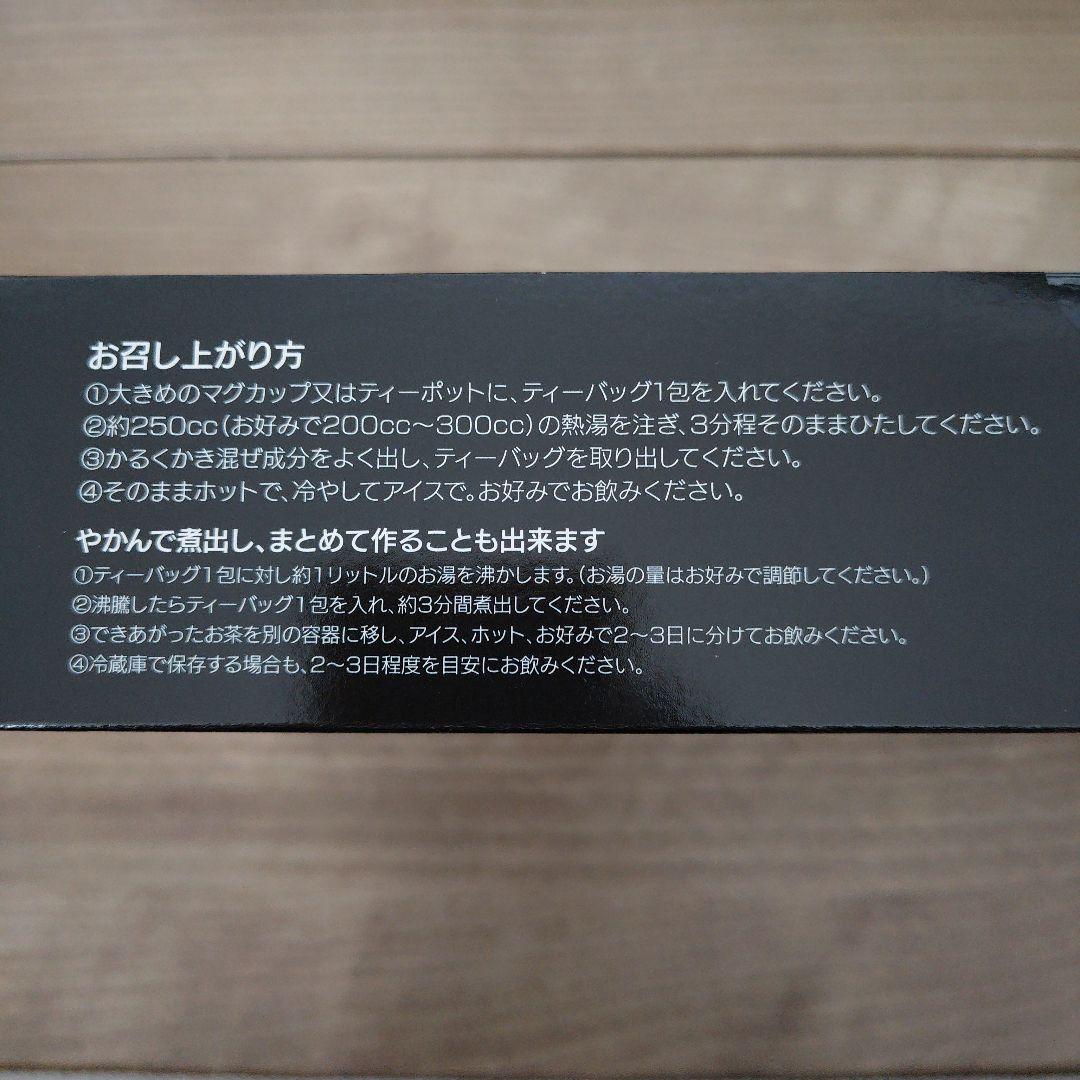 お召し上がり方
①大きめのマグカップ又はティーポットに、ティーバッグ1包を入れてください。
②約250cc(お好みで200cc～300cc)の熱湯を注ぎ、3分程そのままひたしてください。
③かるくかき混ぜ成分をよく出し、ティーバッグを取り出してください。
④そのままホットで、冷やしてアイスで。お好みでお飲みください。
やかんで煮出し、まとめて作ることも出来ます
①ティーバッグ1包に対し約1リットルのお湯を沸かします。(お湯の量はお好みで調節してください。)
②沸騰したらティーバッグ1包を入れ、約3分間煮出してください。
③できあがったお茶を別の容器に移し、アイス、ホット、お好みで2～3日に分けてお飲みください。
④冷蔵庫で保存する場合も、2～3日程度を目安にお飲みください。